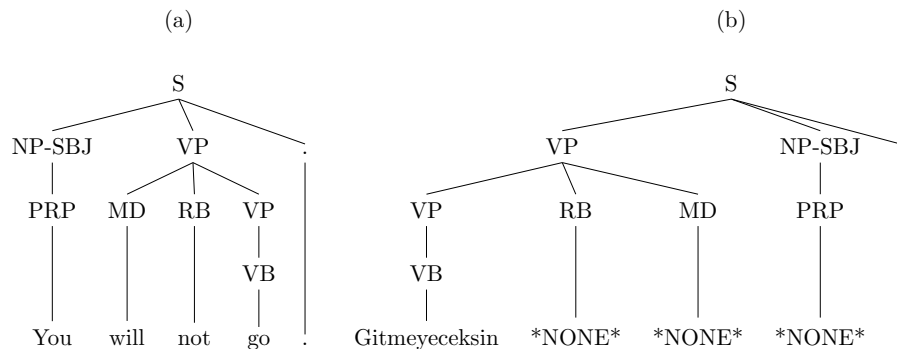 (a) (b)
S S
NP-SBJ VP . VP NP-SBJ
PRP MD RB VP VP RB MD PRP
VB VB
You will not go . Gitmeyeceksin *NONE* *NONE* *NONE*